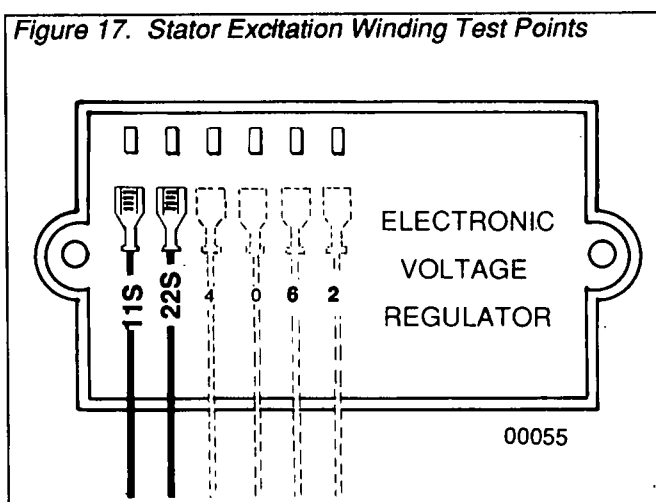 Figure 17. Stator Excitation Winding Test Points
11S 22S 4 0 6 2
ELECTRONIC
VOLTAGE
REGULATOR
00055